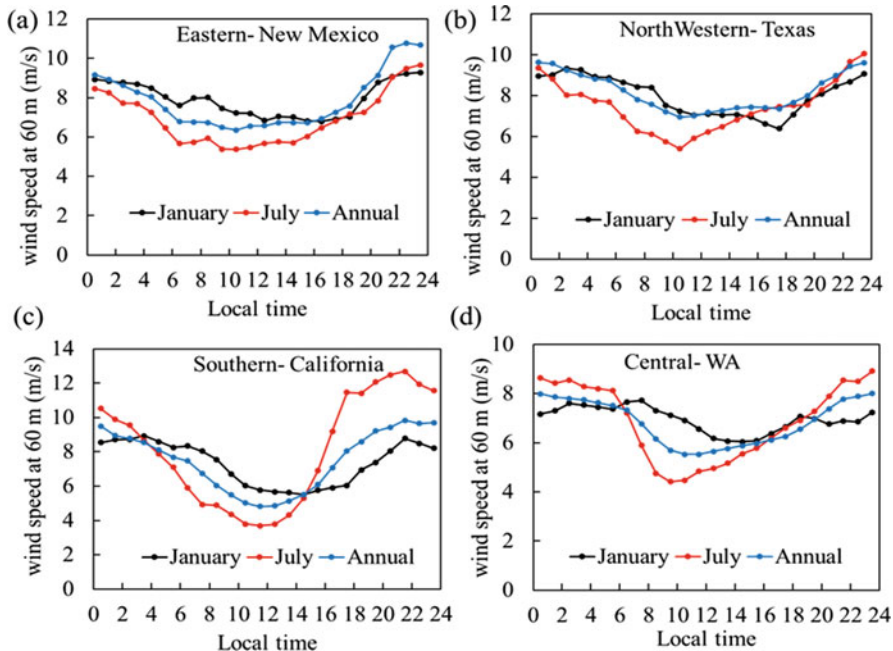 (a)
Eastern- New Mexico
wind speed at 60 m (m/s)
12
10
8
6
4
2
0
January July Annual
0 2 4 6 8 10 12 14 16 18 20 22 24
Local time
(b)
NorthWestern- Texas
wind speed at 60 m (m/s)
12
10
8
6
4
2
0
January July Annual
0 2 4 6 8 10 12 14 16 18 20 22 24
Local time
(c)
Southern- California
wind speed at 60 m (m/s)
14
12
10
8
6
4
2
0
January July Annual
0 2 4 6 8 10 12 14 16 18 20 22 24
Local time
(d)
Central- WA
wind speed at 60 m (m/s)
10
8
6
4
2
0
January July Annual
0 2 4 6 8 10 12 14 16 18 20 22 24
Local time